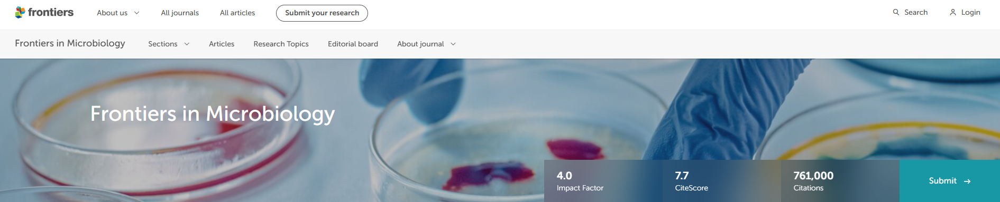 frontiers
About us
All journals
All articles
Submit your research
Search
Login
Frontiers in Microbiology
Sections
Articles
Research Topics
Editorial board
About journal
Frontiers in Microbiology
4.0
Impact Factor
7.7
CiteScore
761,000
Citations
Submit →